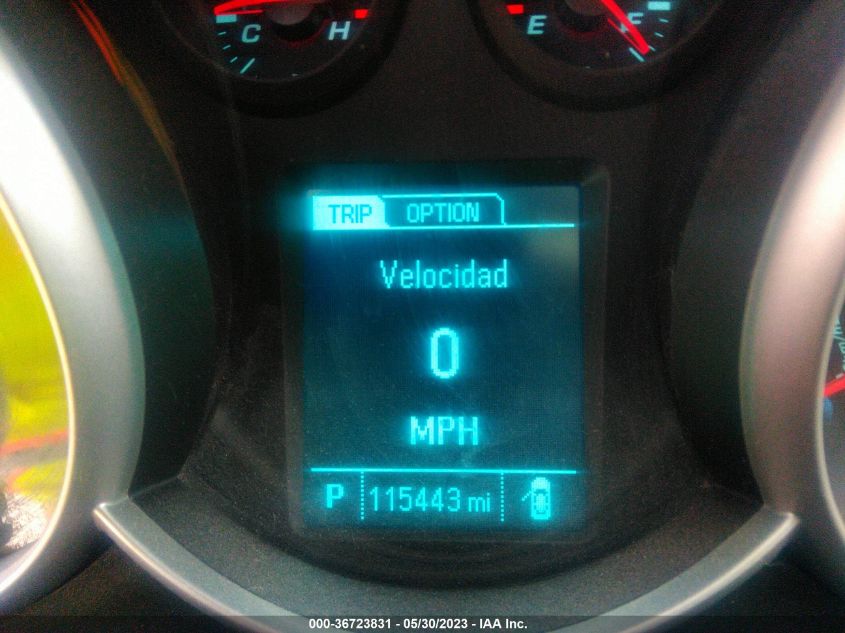 C H E F
TRIP OPTION
Velocidad
0
MPH
P 115443 mi
000-36723831 – 05/30/2023 - IAA Inc.